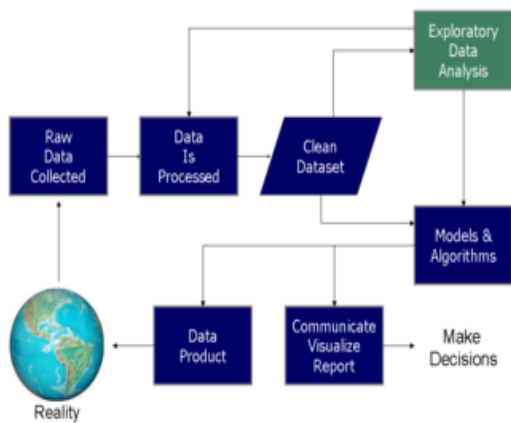 Exploratory
Data
Analysis
Raw
Data
Collected
Data
Is
Processed
Clean
Dataset
Models &
Algorithms
Data
Product
Communicate
Visualize
Report
Make
Decisions
Reality